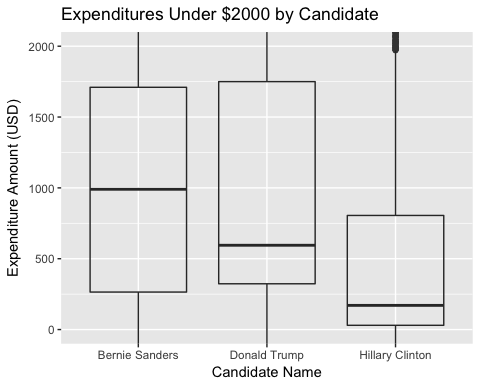 Expenditures Under $2000 by Candidate
2000
1500
1000
500
0
Expenditure Amount (USD)
Bernie Sanders
Donald Trump
Hillary Clinton
Candidate Name